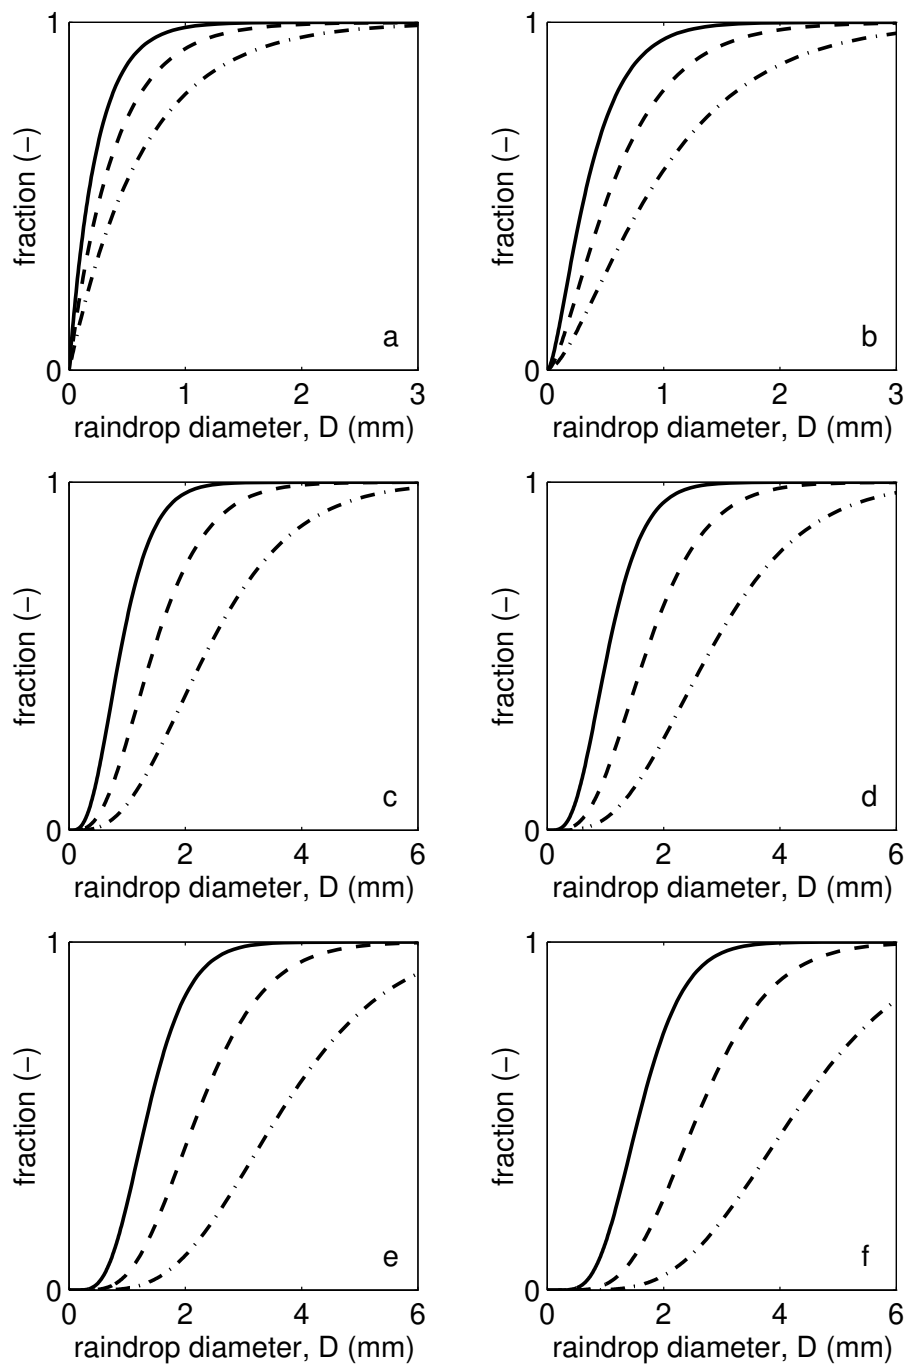 1
fraction (−)
a
0
0 1 2 3
raindrop diameter, D (mm)
1
fraction (−)
b
0
0 1 2 3
raindrop diameter, D (mm)
1
fraction (−)
c
0
0 2 4 6
raindrop diameter, D (mm)
1
fraction (−)
d
0
0 2 4 6
raindrop diameter, D (mm)
1
fraction (−)
e
0
0 2 4 6
raindrop diameter, D (mm)
1
fraction (−)
f
0
0 2 4 6
raindrop diameter, D (mm)